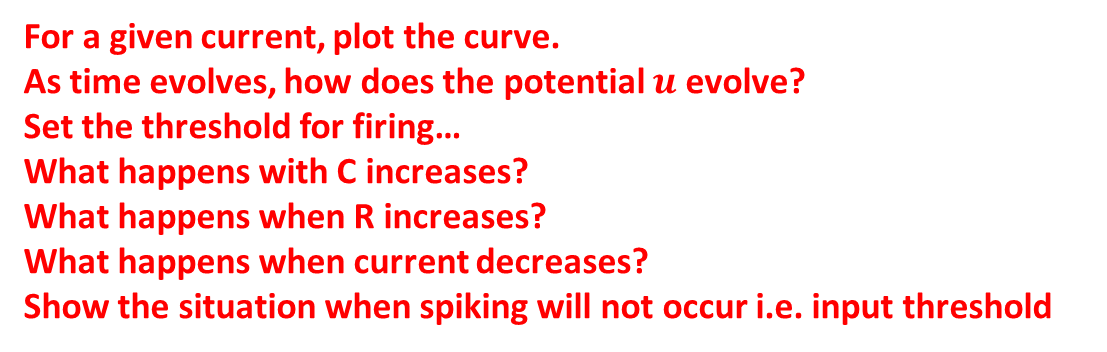 For a given current, plot the curve.
As time evolves, how does the potential u evolve?
Set the threshold for firing...
What happens with C increases?
What happens when R increases?
What happens when current decreases?
Show the situation when spiking will not occur i.e. input threshold